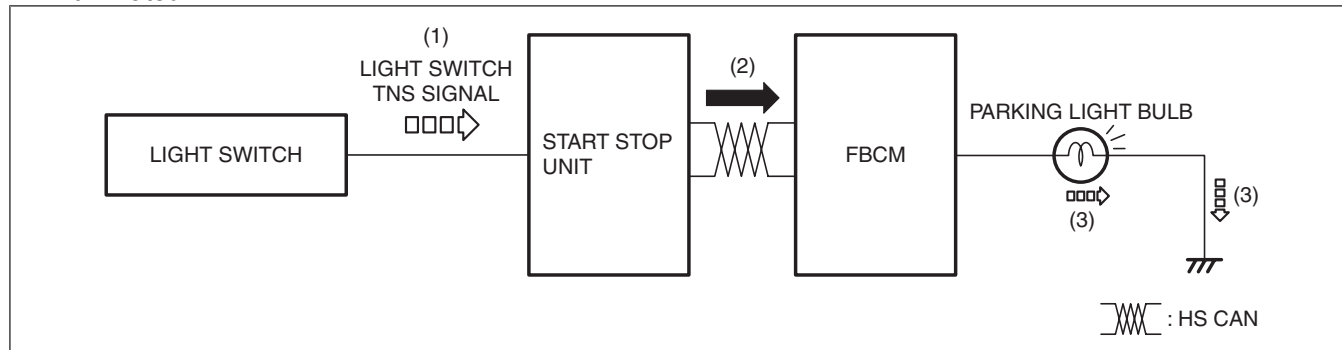 (1)
LIGHT SWITCH
TNS SIGNAL
(2)
PARKING LIGHT BULB
LIGHT SWITCH
START STOP
UNIT
FBCM
(3)
(3)
: HS CAN